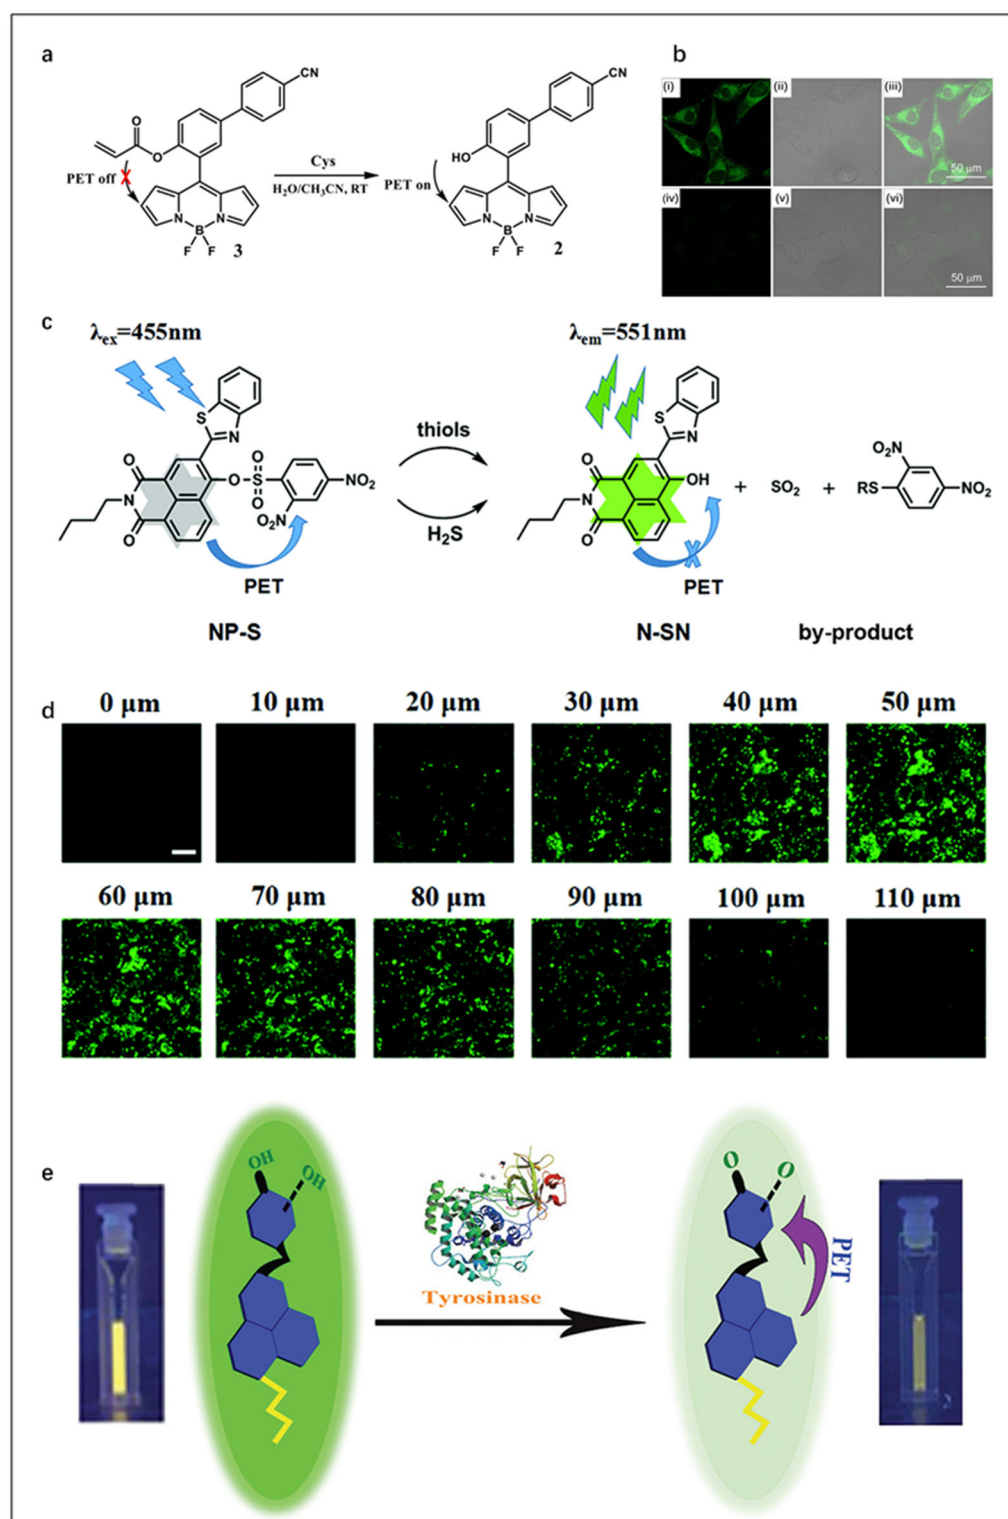 a
CN
O
O
PET off
N
N
B
F
F
3
Cys
H2O/CH3CN, RT
CN
HO
PET on
N
N
B
F
F
2
b
(i)
(ii)
(iii)
50 μm
(iv)
(v)
(vi)
50 μm
c
λex=455nm
S
N
O
O
S
O
O
N
O
NO2
NO2
PET
NP-S
thiols
H2S
λem=551nm
S
N
O
OH
N
O
PET
N-SN
+
SO2
+
RS
NO2
NO2
by-product
d
0 μm
10 μm
20 μm
30 μm
40 μm
50 μm
60 μm
70 μm
80 μm
90 μm
100 μm
110 μm
e
OH
OH
Tyrosinase
O
O
PET